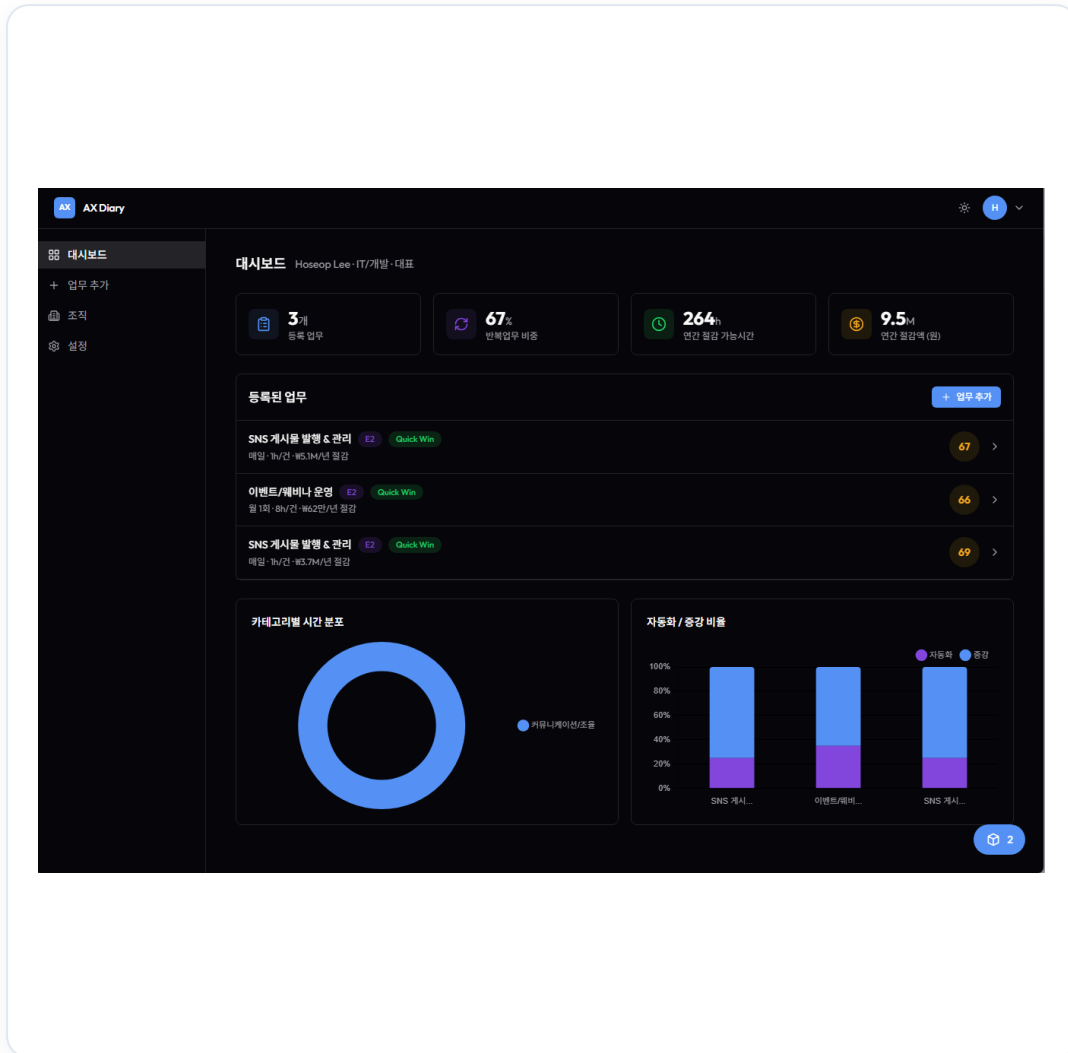 AX AX Diary H
대시보드
업무 추가
조직
설정
대시보드 Hoseop Lee · IT/개발 · 대표
3개
등록 업무
67%
반복업무 비중
264h
연간 절감 가능시간
9.5M
연간 절감액 (원)
등록된 업무
+ 업무 추가
SNS 게시물 발행 & 관리 E2 Quick Win
매일 · 1h/건 · ₩5.1M/년 절감
67
이벤트/웨비나 운영 E2 Quick Win
월 1회 · 8h/건 · ₩62만/년 절감
66
SNS 게시물 발행 & 관리 E2 Quick Win
매일 · 1h/건 · ₩3.7M/년 절감
69
카테고리별 시간 분포
커뮤니케이션/조율
자동화 / 증강 비율
자동화 증강
100%
80%
60%
40%
20%
0%
SNS 게시... 이벤트/웨비... SNS 게시...
2